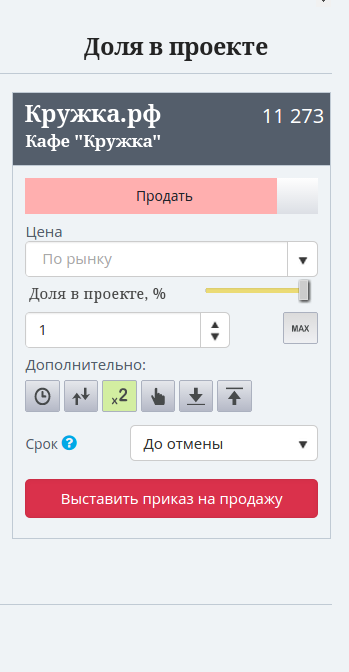 Доля в проекте
Кружка.рф 11 273
Кафе "Кружка"
Продать
Цена
По рынку
Доля в проекте, %
1 MAX
Дополнительно:
x2
Срок ?
До отмены
Выставить приказ на продажу